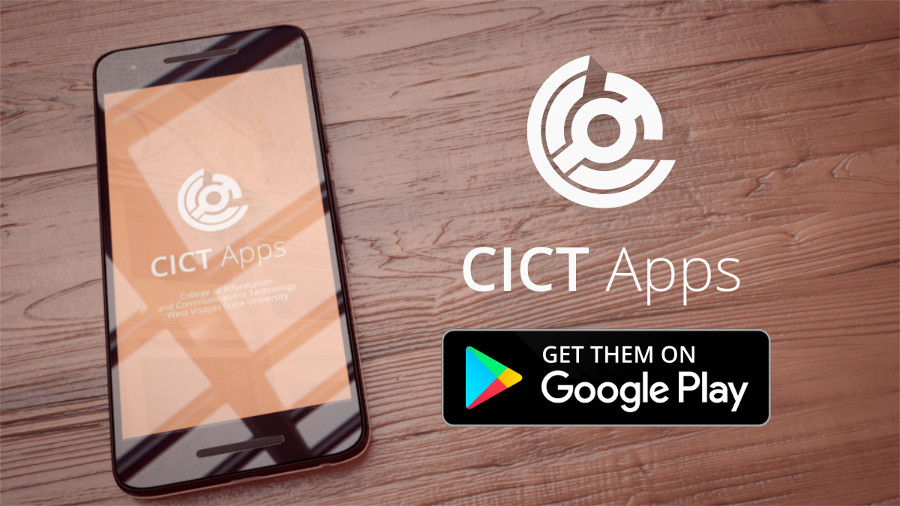 CICT Apps
College of Information
and Communications Technology
West Visayas State University
CICT Apps
GET THEM ON
Google Play